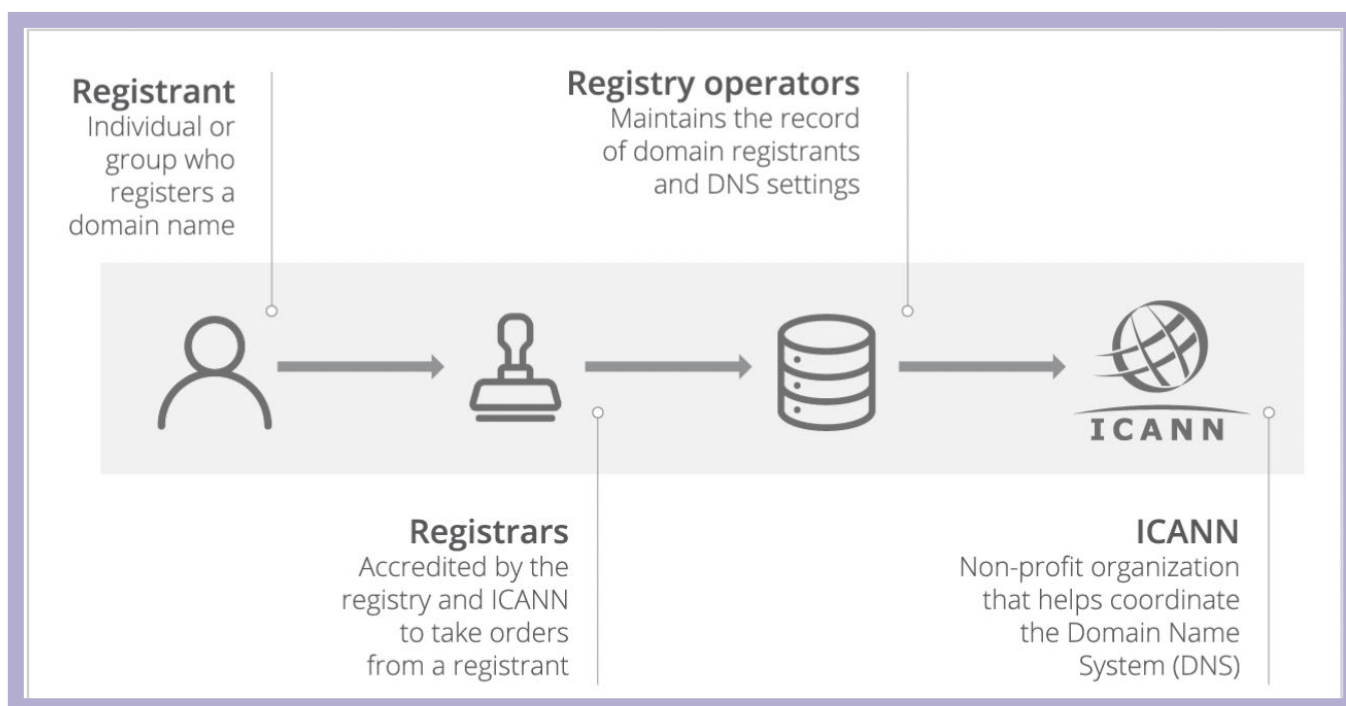 Registrant
Individual or
group who
registers a
domain name
Registry operators
Maintains the record
of domain registrants
and DNS settings
ICANN
Registrars
Accredited by the
registry and ICANN
to take orders
from a registrant
ICANN
Non-profit organization
that helps coordinate
the Domain Name
System (DNS)